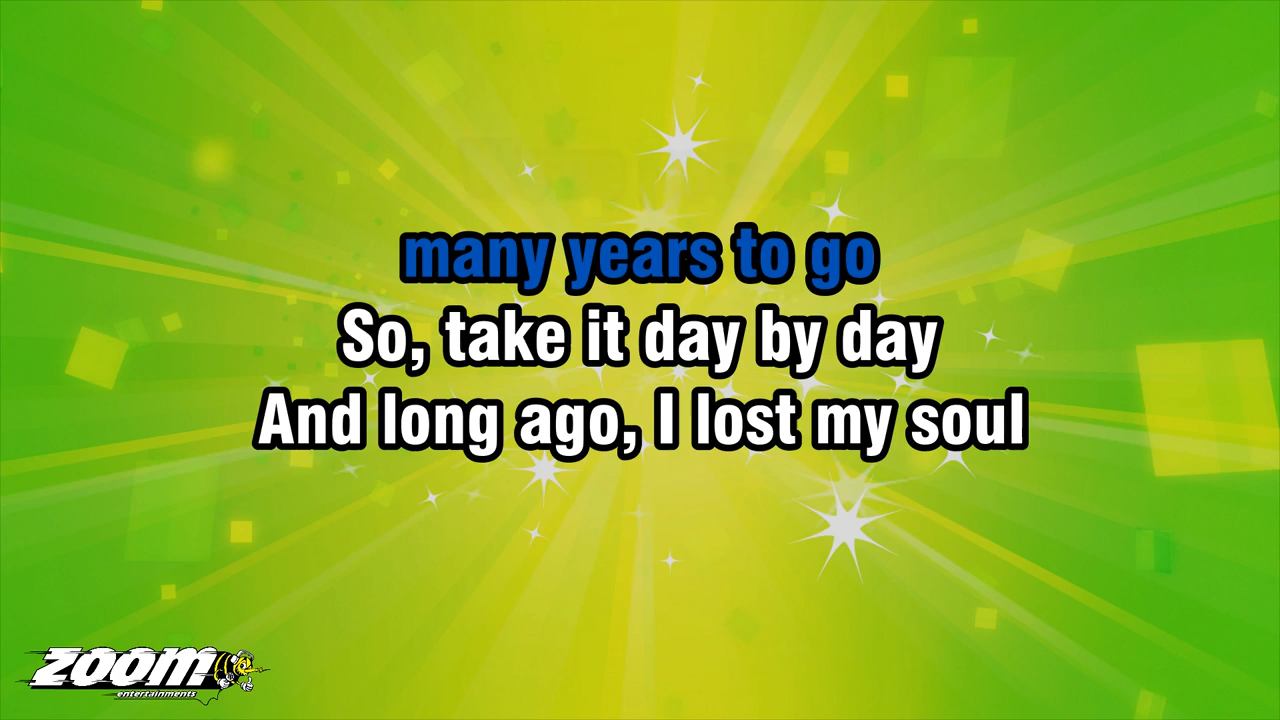 many years to go
So, take it day by day
And long ago, I lost my soul
ZOOM
entertainments